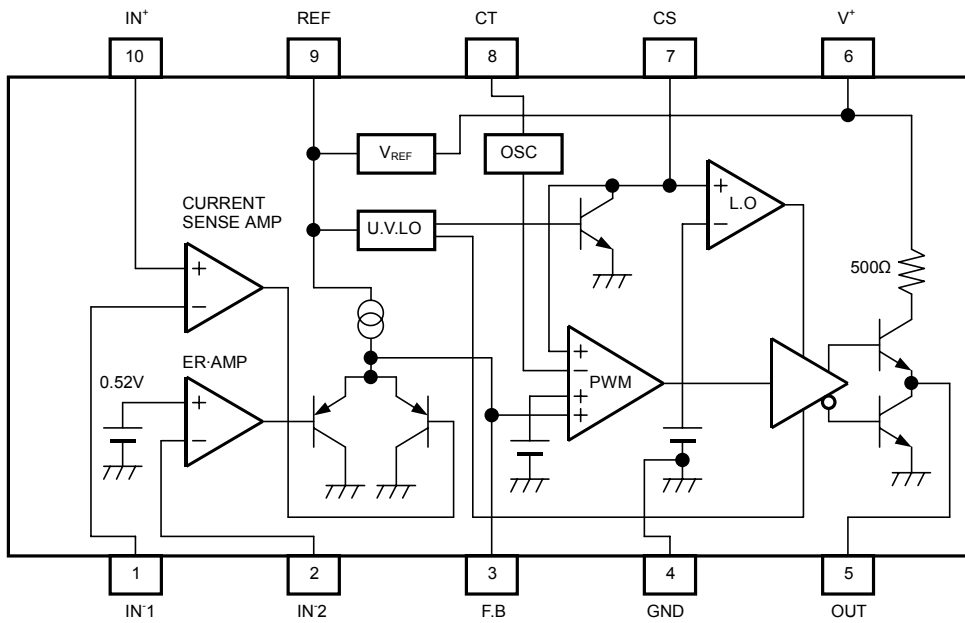 IN+ REF CT CS V+
10 9 8 7 6
VREF OSC
CURRENT
SENSE AMP
+
−
U.V.LO
+
−
L.O
500Ω
ER·AMP
0.52V
+
−
+
−
+
+
PWM
1 2 3 4 5
IN-1 IN-2 F.B GND OUT